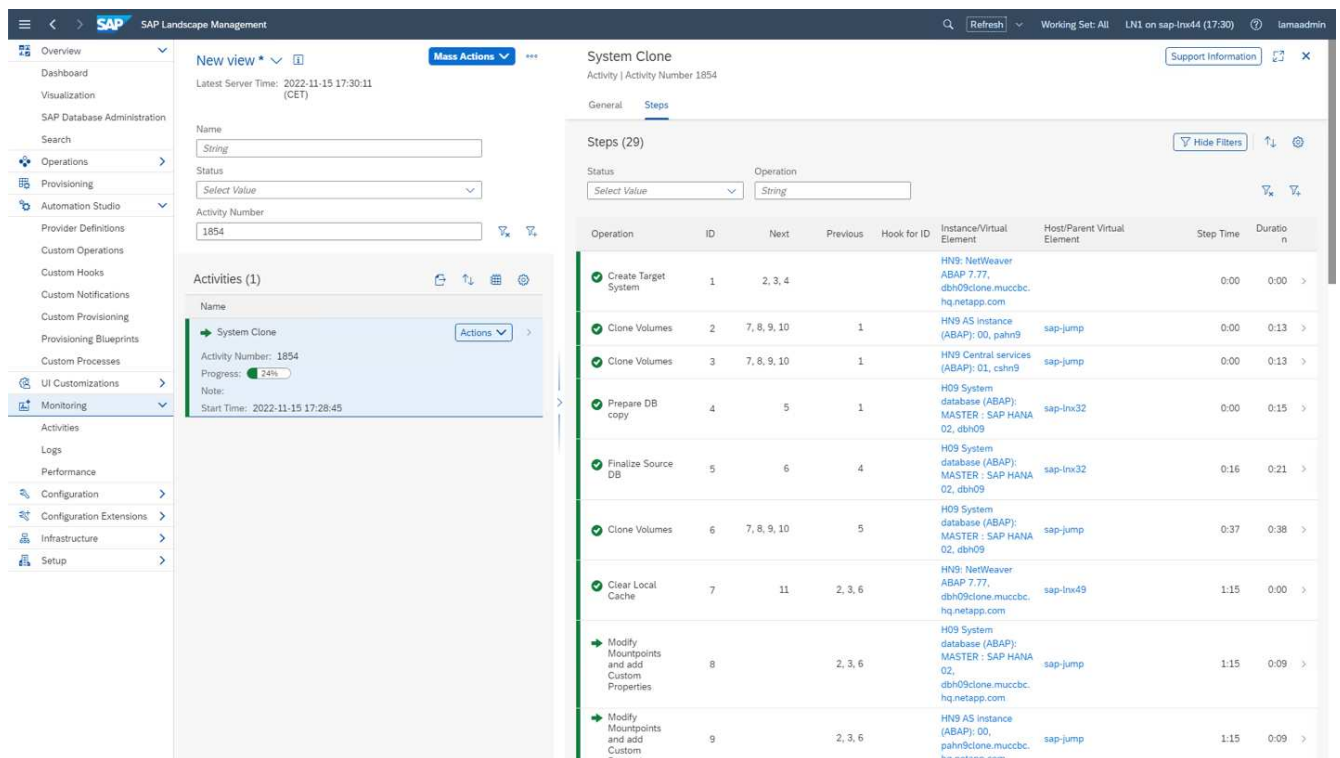 SAP SAP Landscape Management
Refresh Working Set: All LN1 on sap-lnx44 (17:30) lamaadmin
Overview
Dashboard
Visualization
SAP Database Administration
Search
Operations
Provisioning
Automation Studio
Provider Definitions
Custom Operations
Custom Hooks
Custom Notifications
Custom Provisioning
Provisioning Blueprints
Custom Processes
UI Customizations
Monitoring
Activities
Logs
Performance
Configuration
Configuration Extensions
Infrastructure
Setup
New view *
Mass Actions
Latest Server Time: 2022-11-15 17:30:11
(CET)
Name
String
Status
Select Value
Activity Number
1854
Activities (1)
Name
System Clone
Actions
Activity Number: 1854
Progress: 24%
Note:
Start Time: 2022-11-15 17:28:45
System Clone
Support Information
Activity | Activity Number 1854
General Steps
Steps (29)
Hide Filters
Status Operation
Select Value String
Operation ID Next Previous Hook for ID Instance/Virtual Host/Parent Virtual Step Time Duratio
Element Element n
Create Target
System
1 2, 3, 4
HN9: NetWeaver
ABAP 7.77,
dbh09clone.muccbc.
hq.netapp.com
0:00 0:00
Clone Volumes 2 7, 8, 9, 10 1
HN9 AS instance
(ABAP): 00, pahn9
sap-jump 0:00 0:13
Clone Volumes 3 7, 8, 9, 10 1
HN9 Central services
(ABAP): 01, cshn9
sap-jump 0:00 0:13
Prepare DB
copy
4 5 1
H09 System
database (ABAP):
MASTER : SAP HANA
02, dbh09
sap-lnx32 0:00 0:15
Finalize Source
DB
5 6 4
H09 System
database (ABAP):
MASTER : SAP HANA
02, dbh09
sap-lnx32 0:16 0:21
Clone Volumes 6 7, 8, 9, 10 5
H09 System
database (ABAP):
MASTER : SAP HANA
02, dbh09
sap-jump 0:37 0:38
Clear Local
Cache
7 11 2, 3, 6
HN9: NetWeaver
ABAP 7.77,
dbh09clone.muccbc.
hq.netapp.com
sap-lnx49 1:15 0:00
Modify
Mountpoints
and add
Custom
Properties
8 2, 3, 6
H09 System
database (ABAP):
MASTER : SAP HANA
02,
dbh09clone.muccbc.
hq.netapp.com
sap-jump 1:15 0:09
Modify
Mountpoints
and add
Custom
9 2, 3, 6
HN9 AS instance
(ABAP): 00,
pahn9clone.muccbc.
sap-jump 1:15 0:09